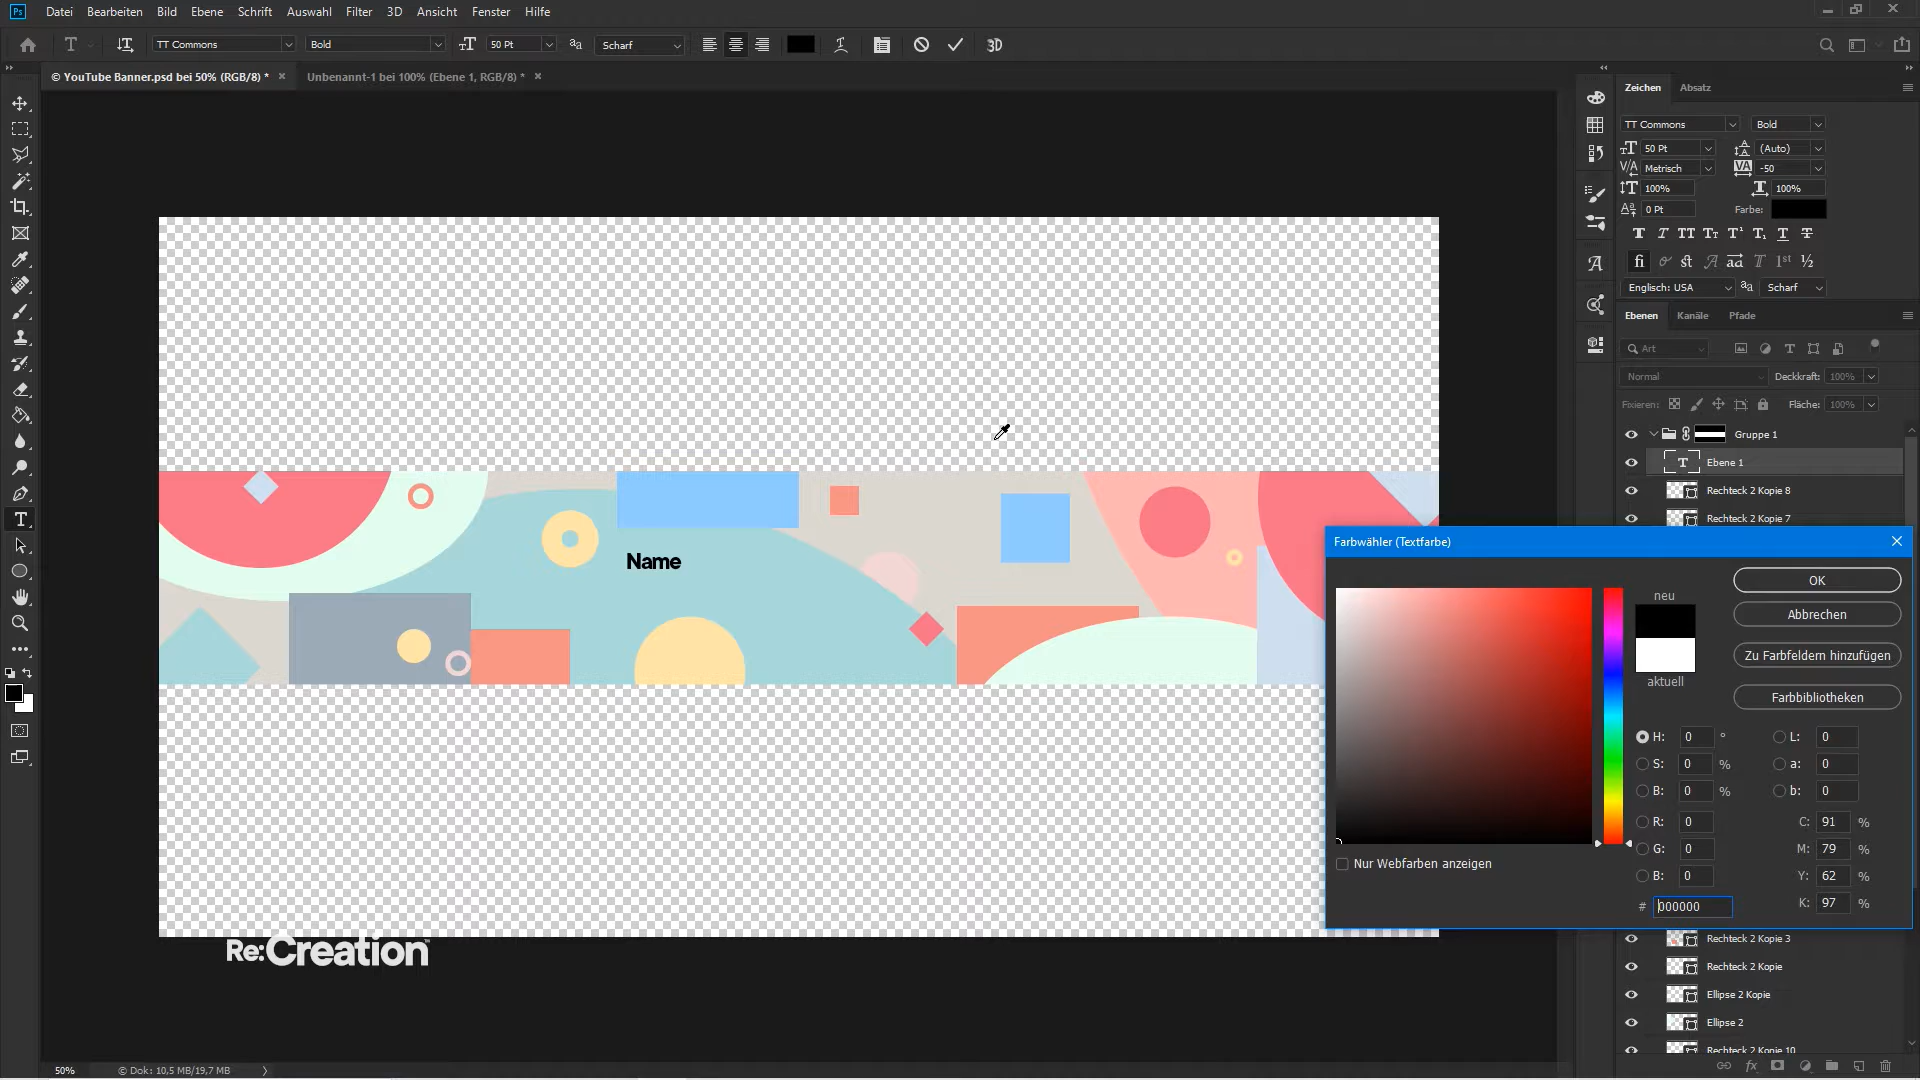 Ps Datei Bearbeiten Bild Ebene Schrift Auswahl Filter 3D Ansicht Fenster Hilfe
T TT Commons Bold 50 Pt Scharf 3D
© YouTube Banner.psd bei 50% (RGB/8) * × Unbenannt-1 bei 100% (Ebene 1, RGB/8) * ×
Zeichen Absatz
TT Commons Bold
50 Pt (Auto)
Metrisch -50
100% 100%
0 Pt Farbe:
Englisch: USA Scharf
Ebenen Kanäle Pfade
Art
Normal Deckkraft: 100%
Fixieren: Fläche: 100%
Gruppe 1
Ebene 1
Rechteck 2 Kopie 8
Rechteck 2 Kopie 7
Name
Farbwähler (Textfarbe)
neu
aktuell
OK
Abbrechen
Zu Farbfeldern hinzufügen
Farbbibliotheken
H: 0 ° L: 0
S: 0 % a: 0
B: 0 % b: 0
R: 0 C: 91 %
G: 0 M: 79 %
B: 0 Y: 62 %
# 000000 K: 97 %
Nur Webfarben anzeigen
Re:Creation™
Rechteck 2 Kopie 3
Rechteck 2 Kopie
Ellipse 2 Kopie
Ellipse 2
Rechteck 2 Kopie 10
50% © Dok: 10,5 MB/19,7 MB